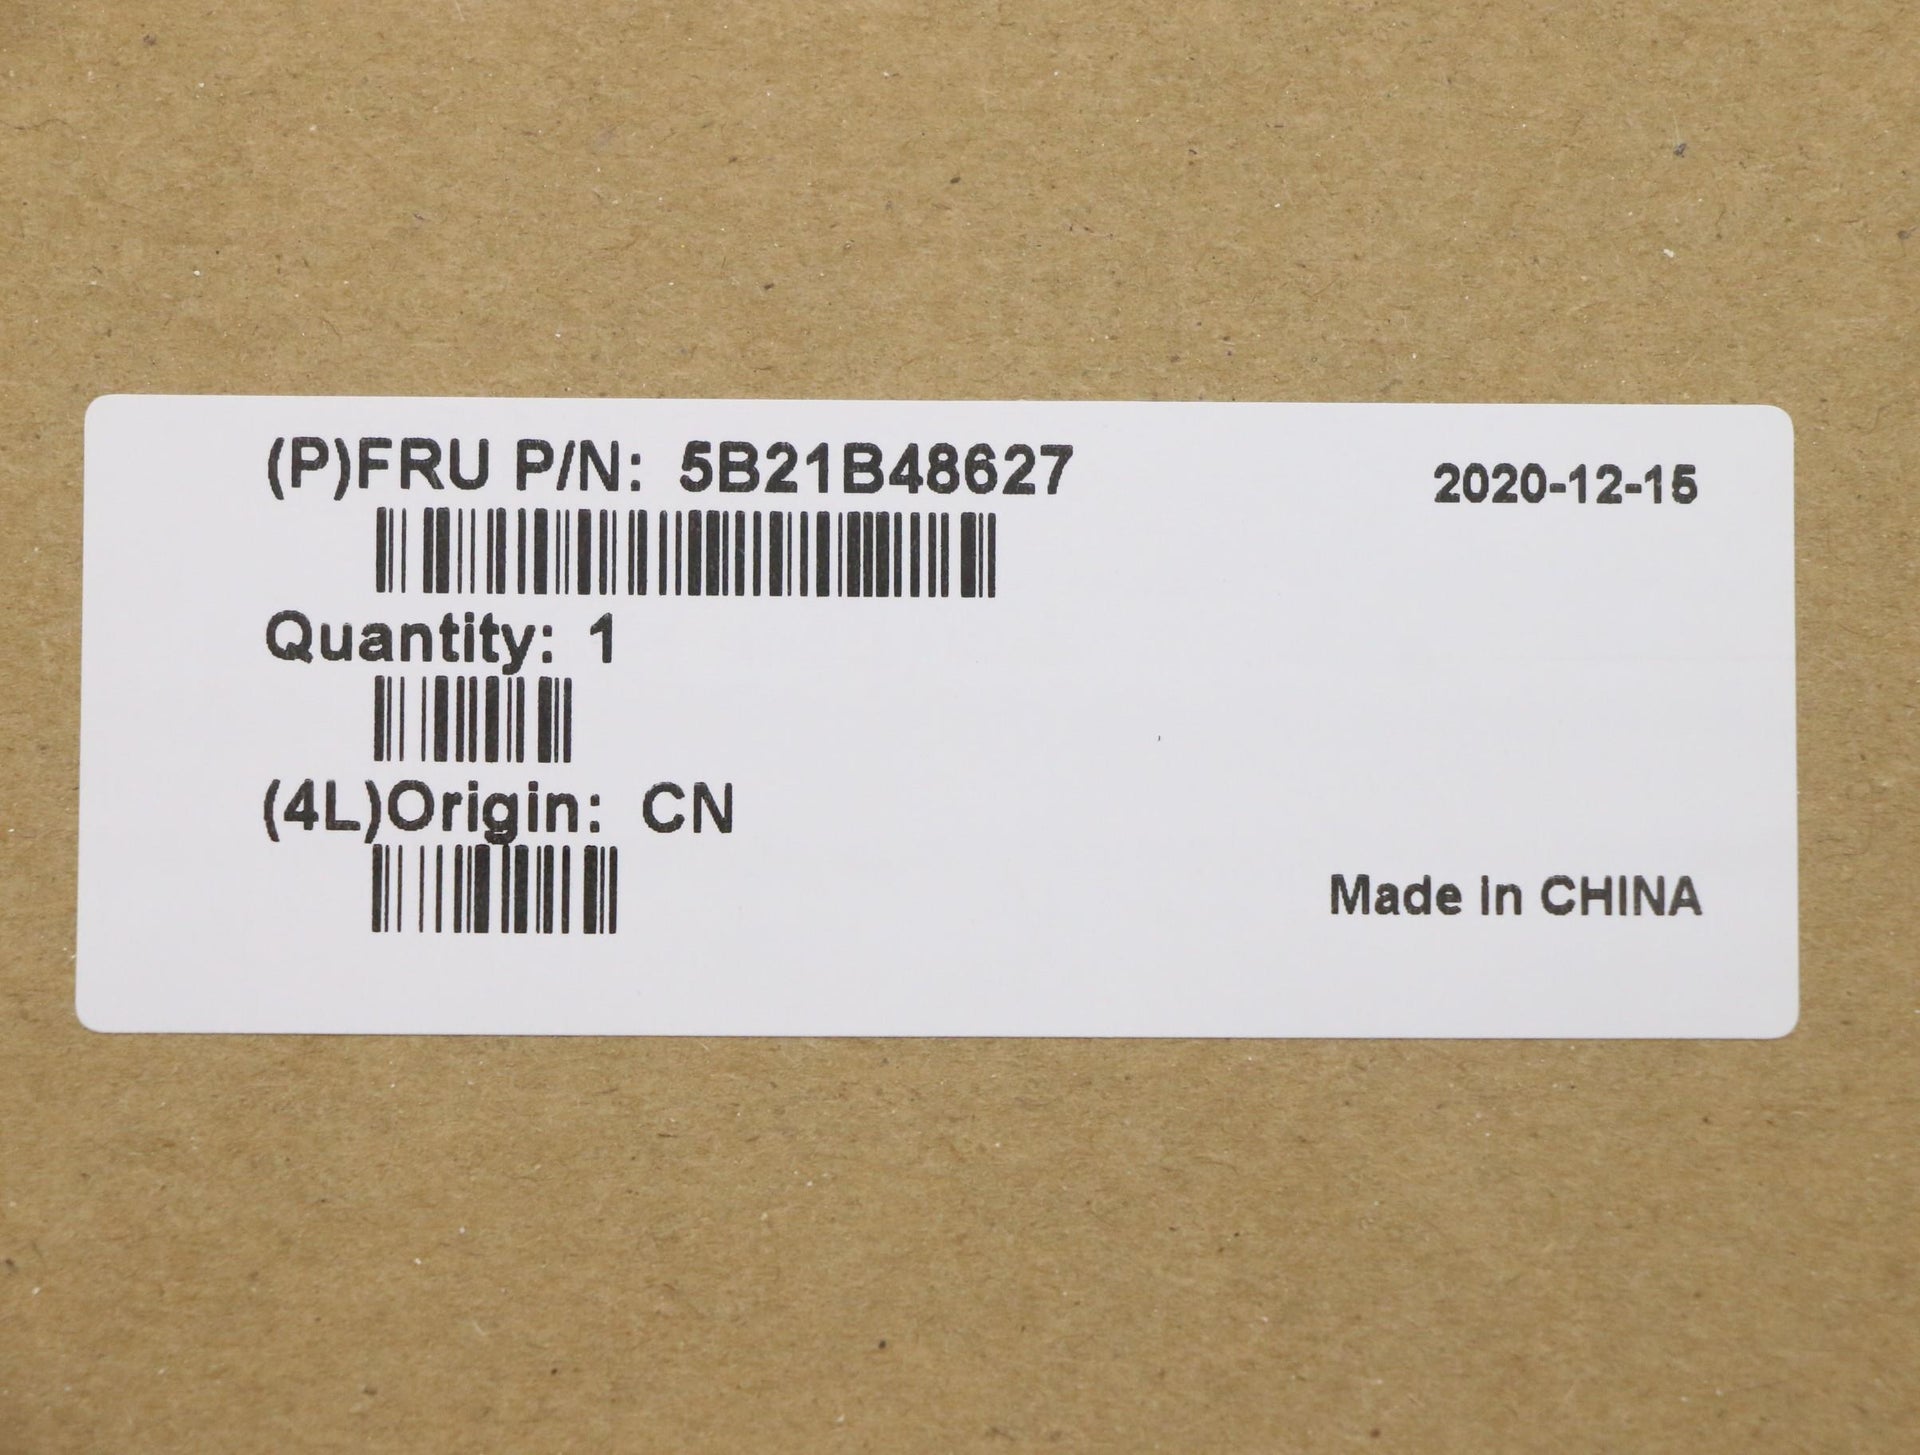 (P)FRU P/N: 5B21B48627
2020-12-15
Quantity: 1
(4L)Origin: CN
Made in CHINA